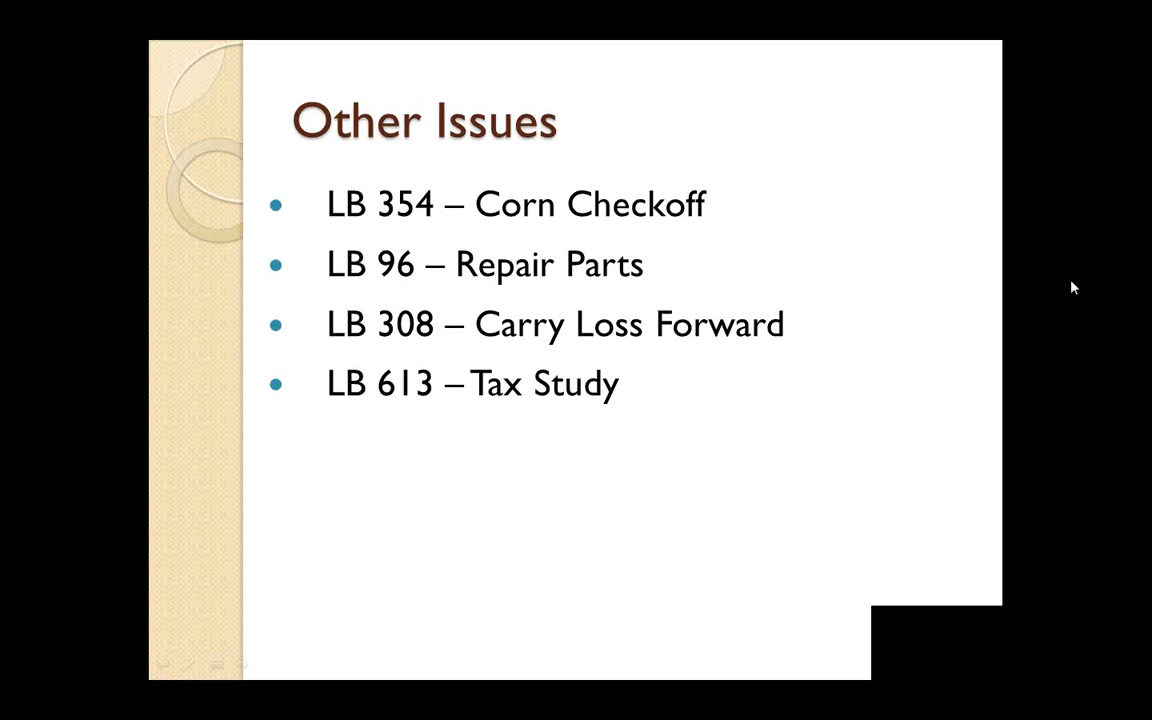 Other Issues
• LB 354 – Corn Checkoff
• LB 96 – Repair Parts
• LB 308 – Carry Loss Forward
• LB 613 – Tax Study